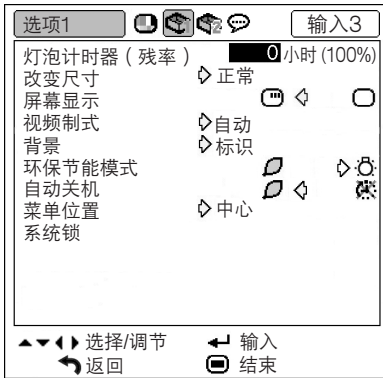 选项1 输入3
灯泡计时器（残率） 0 小时 (100%)
改变尺寸 正常
屏幕显示
视频制式 自动
背景 标识
环保节能模式
自动关机
菜单位置 中心
系统锁
选择/调节 输入
返回 结束